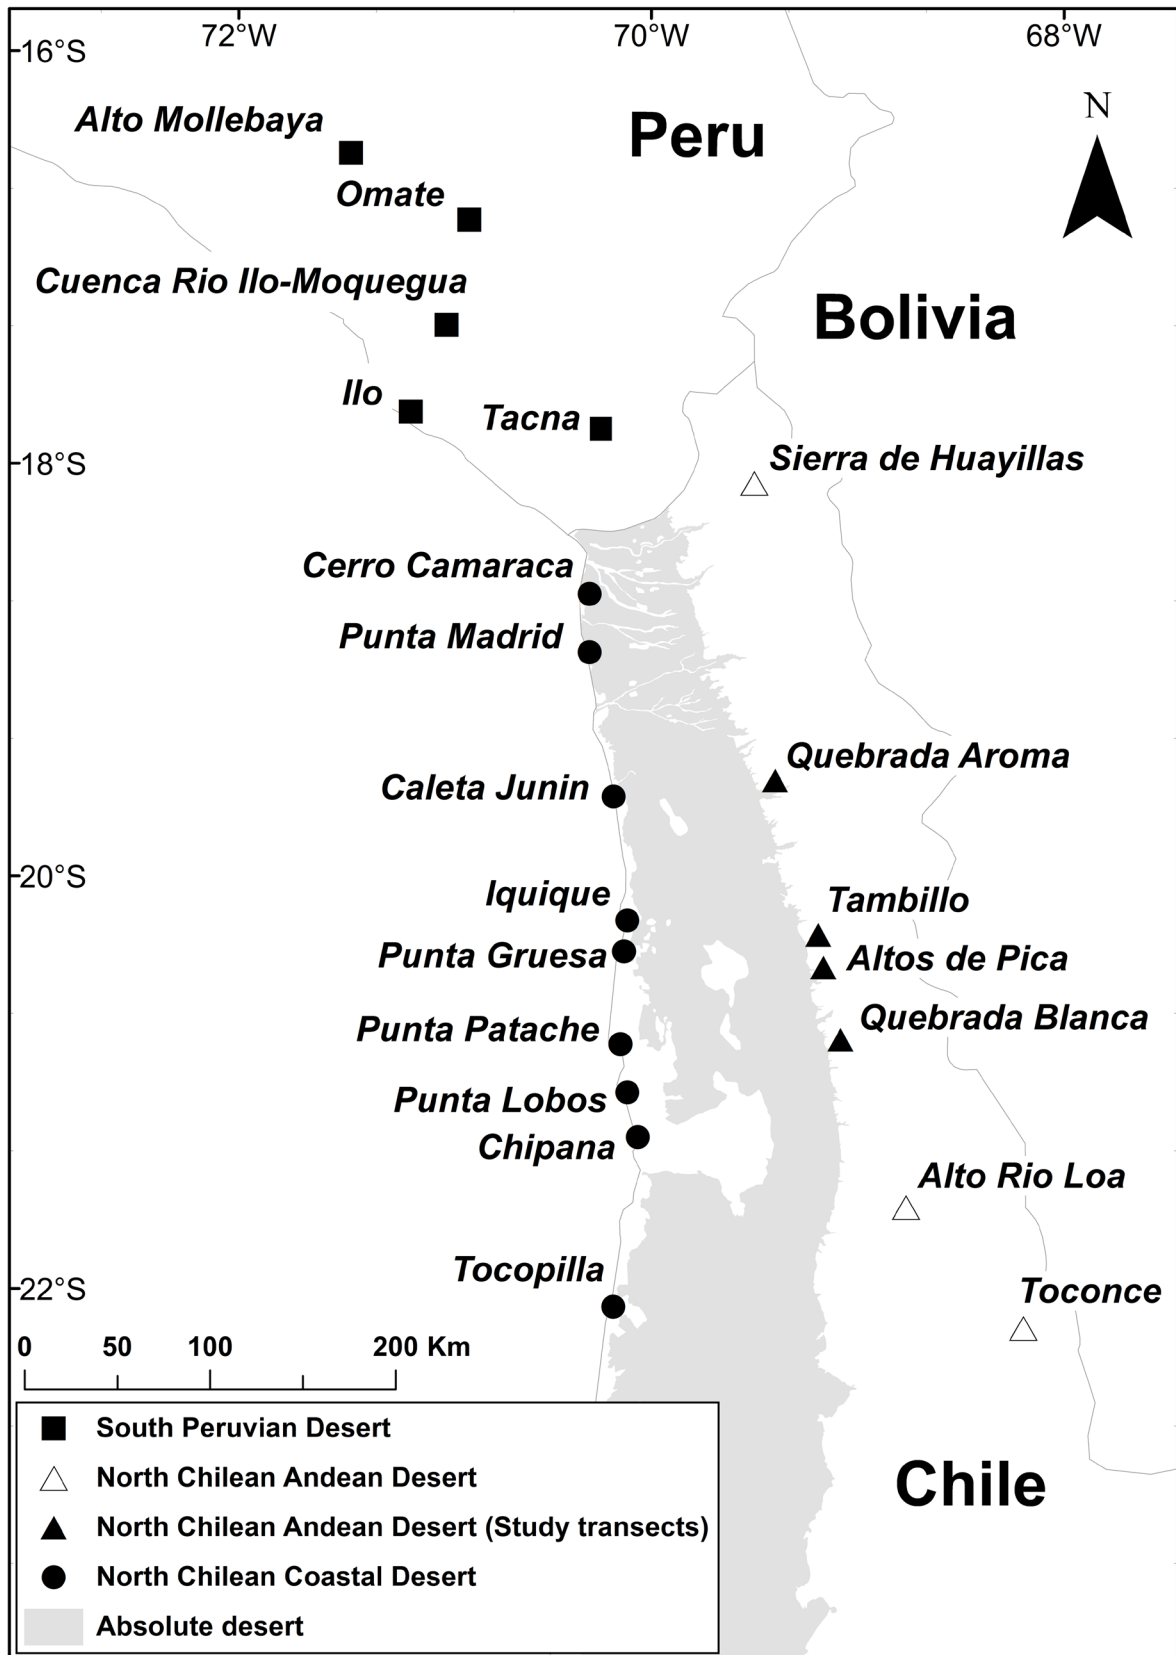 72°W 70°W 68°W
16°S
Alto Mollebaya
N
Peru
Omate
Cuenca Rio Ilo-Moquegua
Bolivia
Ilo
Tacna
18°S
Sierra de Huayillas
Cerro Camaraca
Punta Madrid
Quebrada Aroma
Caleta Junin
20°S
Iquique
Tambillo
Punta Gruesa
Altos de Pica
Punta Patache
Quebrada Blanca
Punta Lobos
Chipana
Alto Rio Loa
Tocopilla
22°S
Toconce
0 50 100 200 Km
South Peruvian Desert
North Chilean Andean Desert
Chile
North Chilean Andean Desert (Study transects)
North Chilean Coastal Desert
Absolute desert